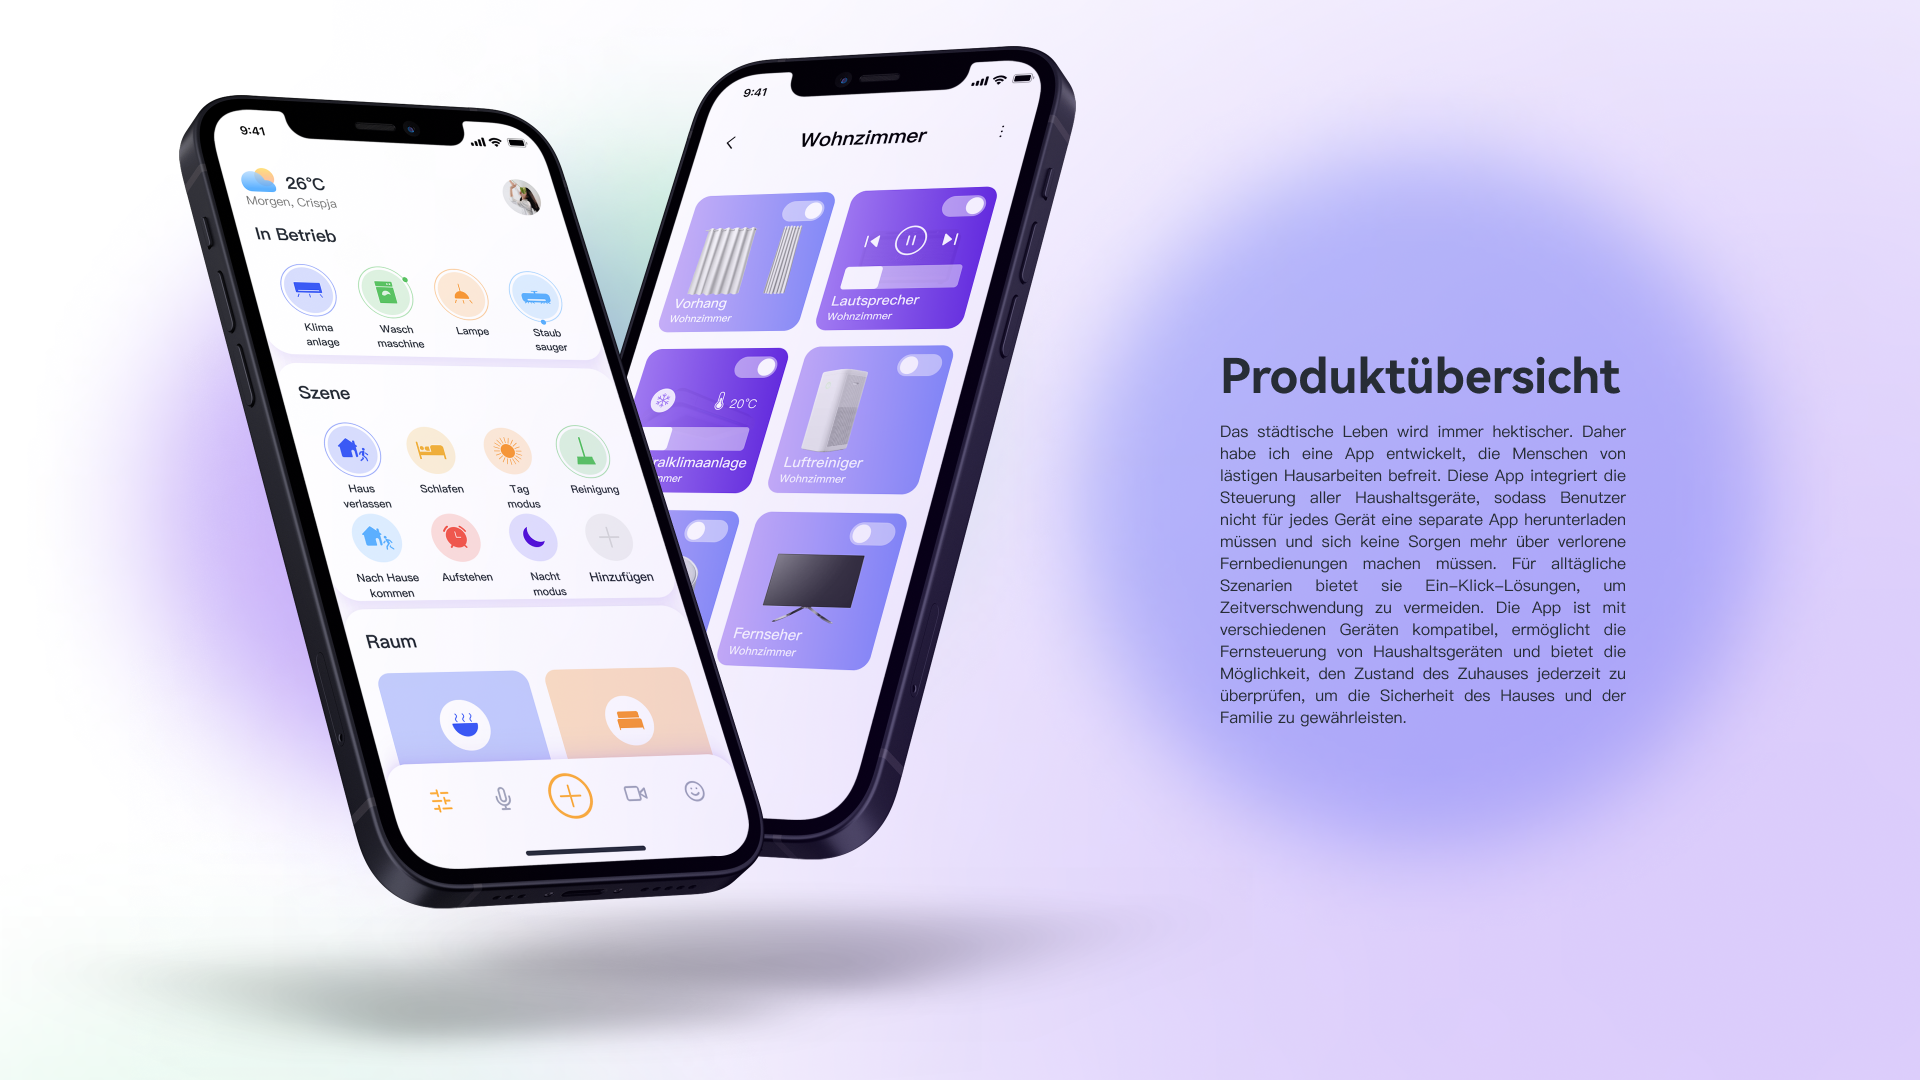 9:41
26°C
Morgen, Crispja
In Betrieb
Klima
anlage
Wasch
maschine
Lampe
Staub
sauger
Szene
Haus
verlassen
Schlafen
Tag
modus
Reinigung
Nach Hause
kommen
Aufstehen
Nacht
modus
Hinzufügen
Raum
9:41
Wohnzimmer
Vorhang
Wohnzimmer
Lautsprecher
Wohnzimmer
20°C
ralklimaanlage
mmer
Luftreiniger
Wohnzimmer
Fernseher
Wohnzimmer
Produktübersicht
Das städtische Leben wird immer hektischer. Daher
habe ich eine App entwickelt, die Menschen von
lästigen Hausarbeiten befreit. Diese App integriert die
Steuerung aller Haushaltsgeräte, sodass Benutzer
nicht für jedes Gerät eine separate App herunterladen
müssen und sich keine Sorgen mehr über verlorene
Fernbedienungen machen müssen. Für alltägliche
Szenarien bietet sie Ein-Klick-Lösungen, um
Zeitverschwendung zu vermeiden. Die App ist mit
verschiedenen Geräten kompatibel, ermöglicht die
Fernsteuerung von Haushaltsgeräten und bietet die
Möglichkeit, den Zustand des Zuhauses jederzeit zu
überprüfen, um die Sicherheit des Hauses und der
Familie zu gewährleisten.